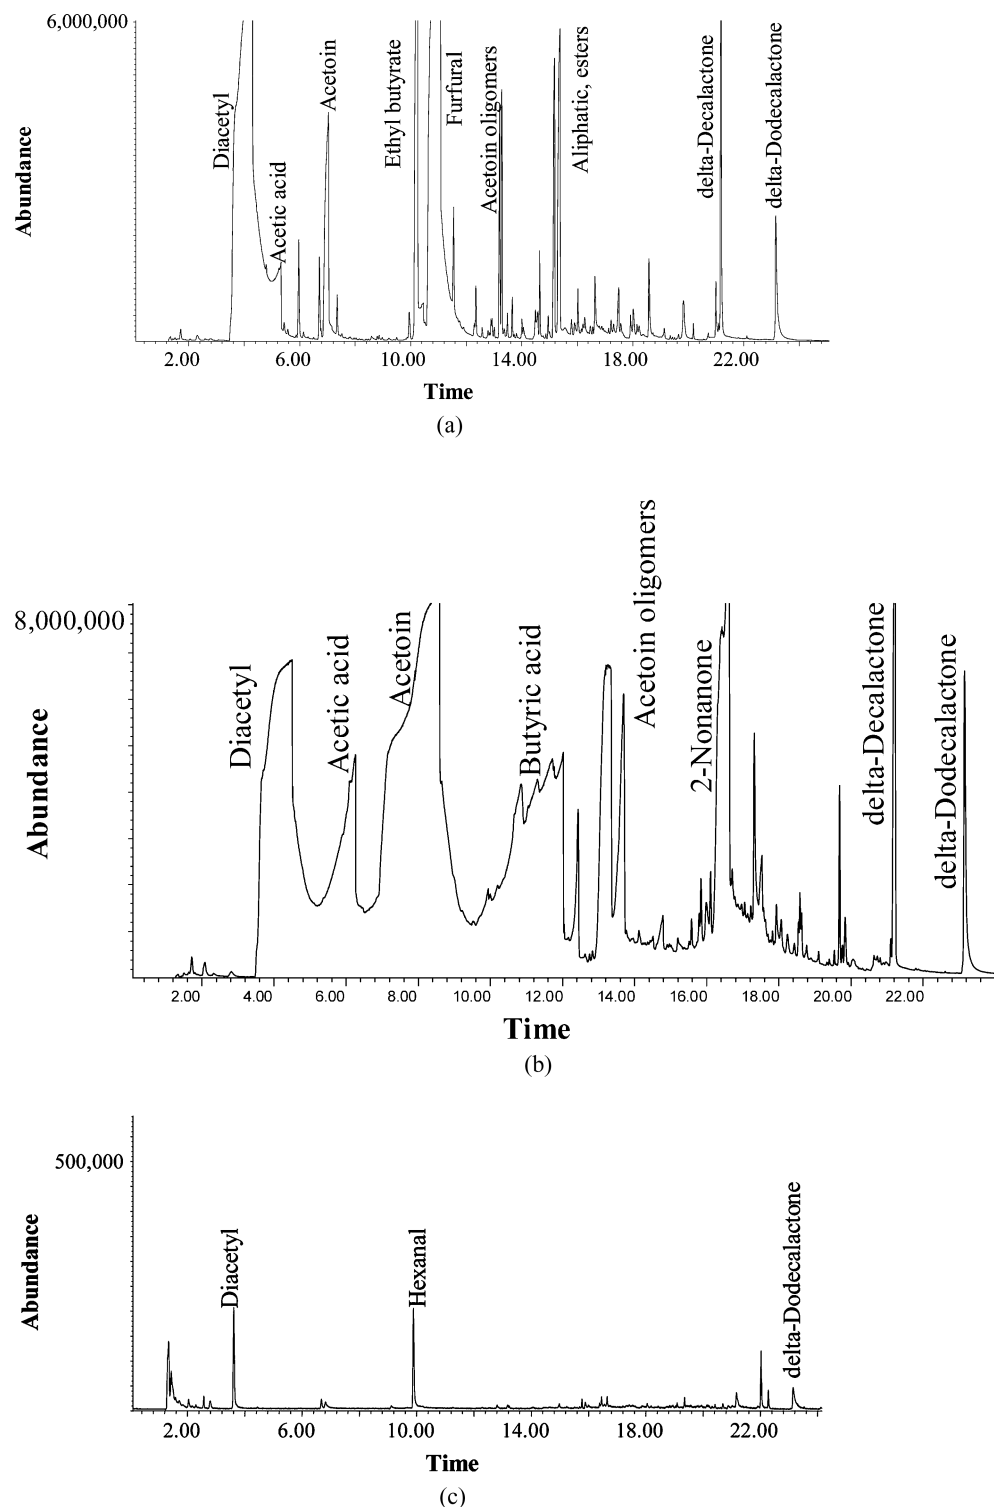 6,000,000
Diacetyl
Acetic acid
Acetoin
Ethyl butyrate
Furfural
Acetoin oligomers
Aliphatic, esters
delta-Decalactone
delta-Dodecalactone
Abundance
2.00 6.00 10.00 14.00 18.00 22.00
Time
(a)
8,000,000
Diacetyl
Acetic acid
Acetoin
Butyric acid
Acetoin oligomers
2-Nonanone
delta-Decalactone
delta-Dodecalactone
Abundance
2.00 4.00 6.00 8.00 10.00 12.00 14.00 16.00 18.00 20.00 22.00
Time
(b)
500,000
Diacetyl
Hexanal
delta-Dodecalactone
Abundance
2.00 6.00 10.00 14.00 18.00 22.00
Time
(c)